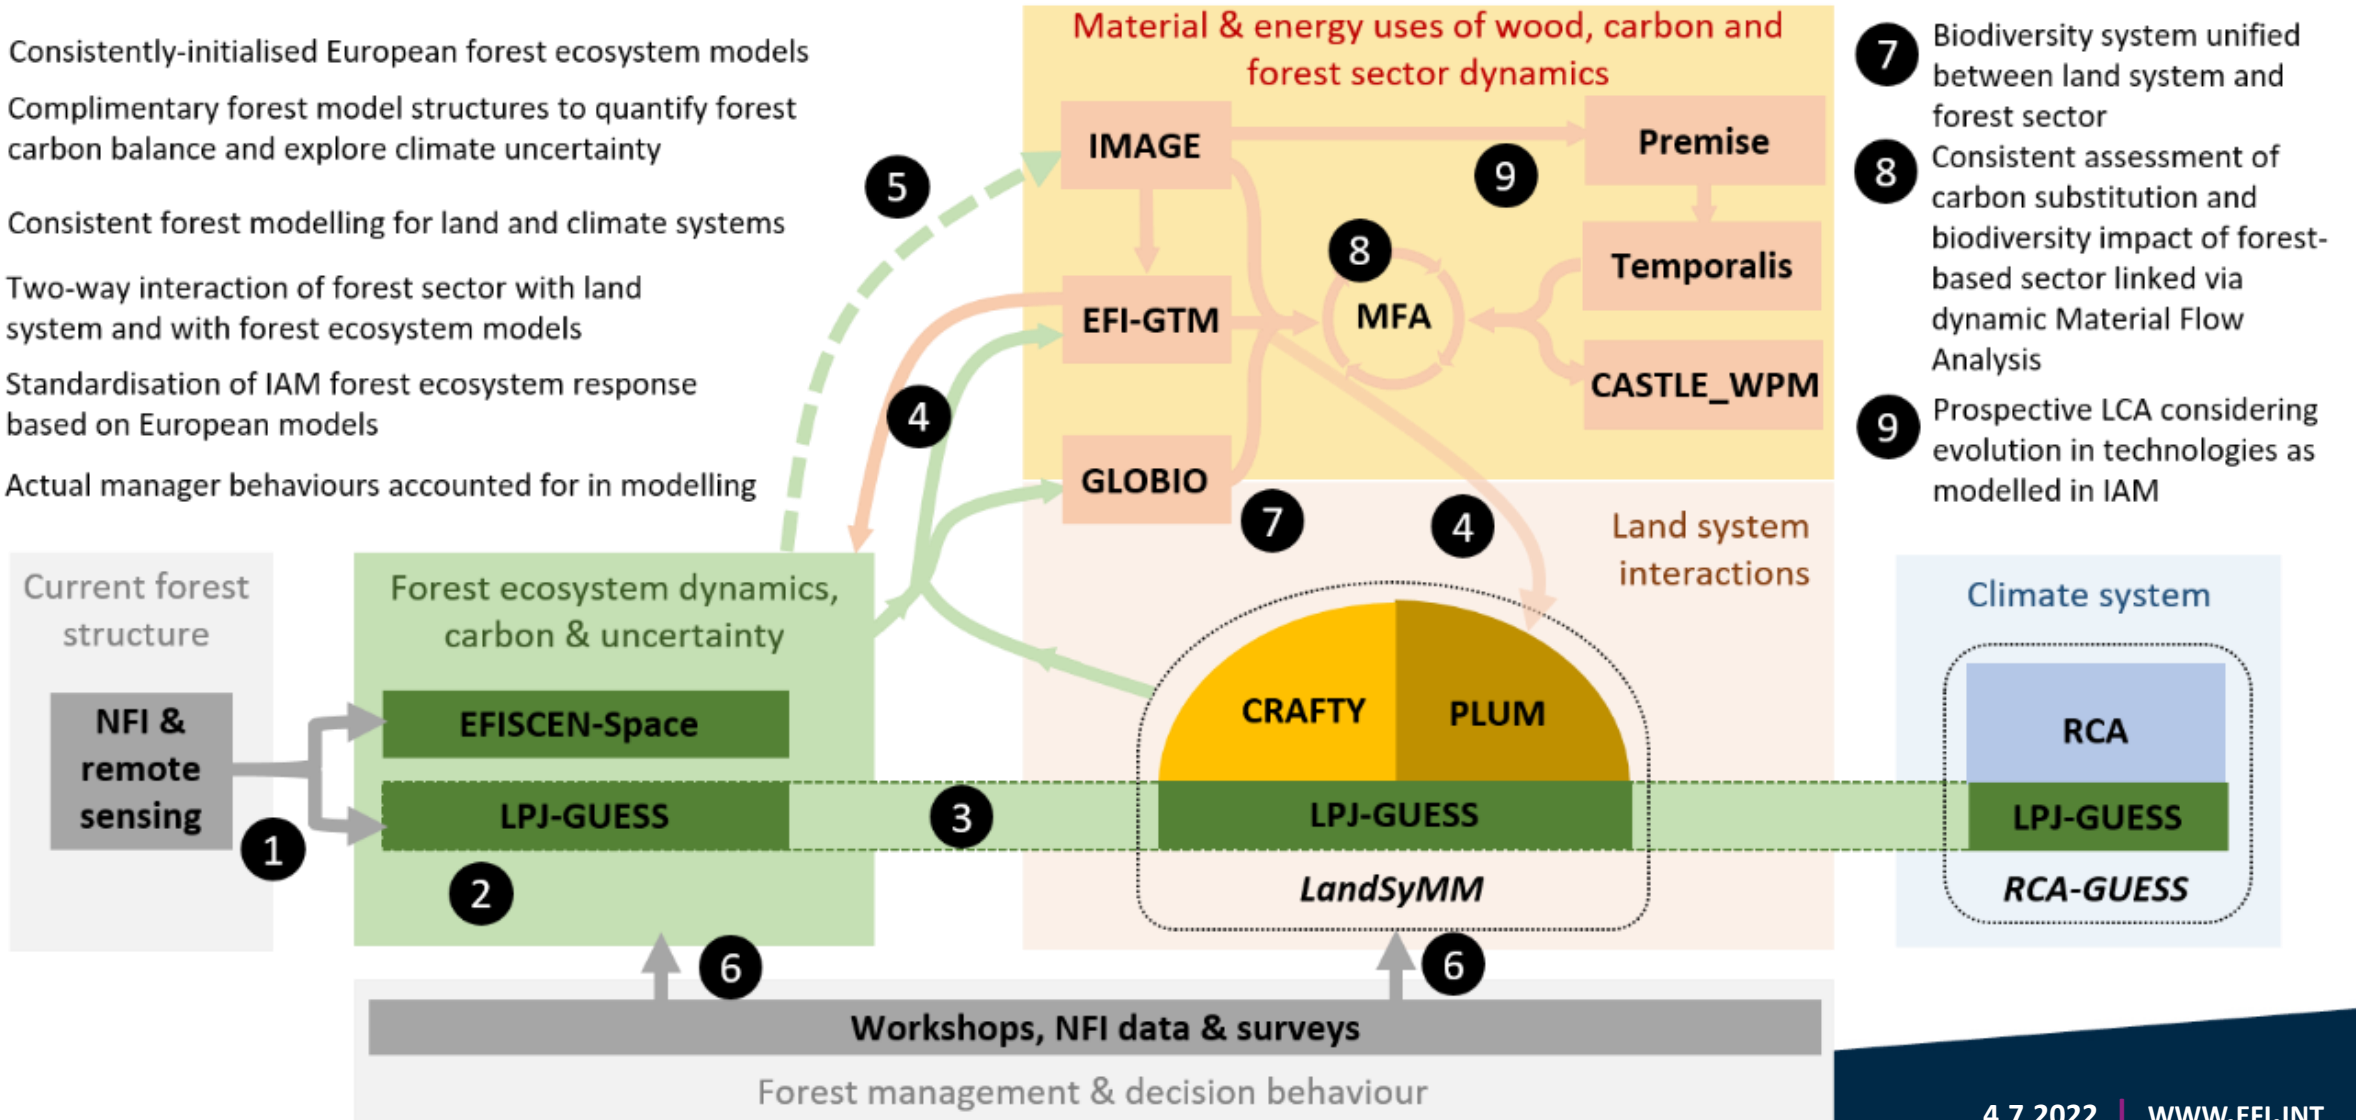 Consistently-initialised European forest ecosystem models
Complimentary forest model structures to quantify forest
carbon balance and explore climate uncertainty
Consistent forest modelling for land and climate systems
Two-way interaction of forest sector with land
system and with forest ecosystem models
Standardisation of IAM forest ecosystem response
based on European models
Actual manager behaviours accounted for in modelling
Material & energy uses of wood, carbon and
forest sector dynamics
IMAGE
Premise
5
9
8
Temporalis
EFI-GTM
MFA
CASTLE_WPM
4
GLOBIO
7
4
Land system
interactions
7
Biodiversity system unified
between land system and
forest sector
8
Consistent assessment of
carbon substitution and
biodiversity impact of forest-
based sector linked via
dynamic Material Flow
Analysis
9
Prospective LCA considering
evolution in technologies as
modelled in IAM
Current forest
structure
NFI &
remote
sensing
1
Forest ecosystem dynamics,
carbon & uncertainty
EFISCEN-Space
LPJ-GUESS
2
3
CRAFTY
PLUM
LPJ-GUESS
LandSyMM
Climate system
RCA
LPJ-GUESS
RCA-GUESS
6
6
Workshops, NFI data & surveys
Forest management & decision behaviour
4.7.2022 | WWW.EFI.INT